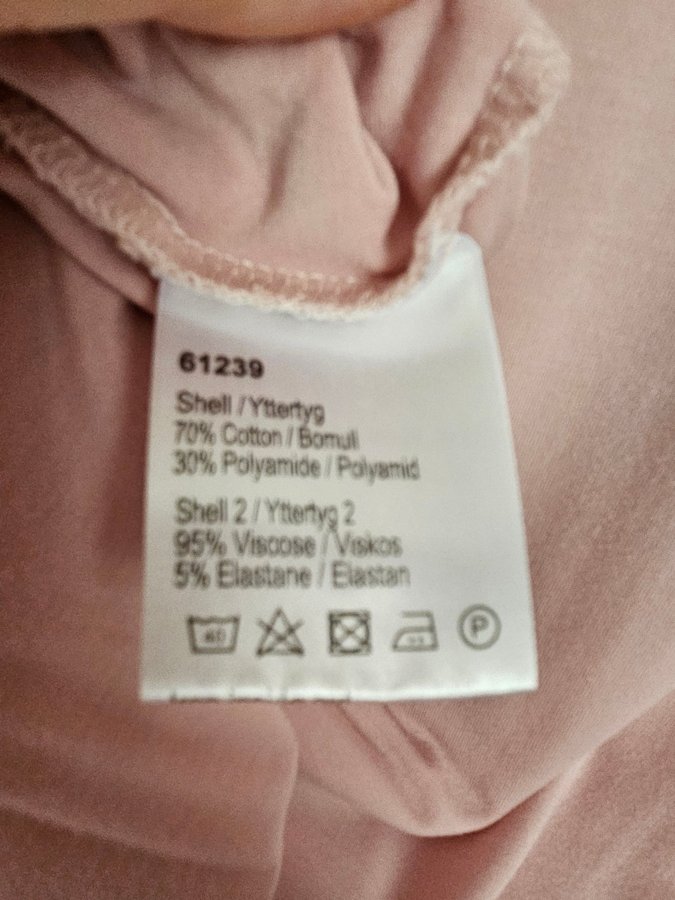 61239
Shell / Yttertyg
70% Cotton / Bomull
30% Polyamide / Polyamid
Shell 2 / Yttertyg 2
95% Viscose / Viskos
5% Elastane / Elastan
40 P